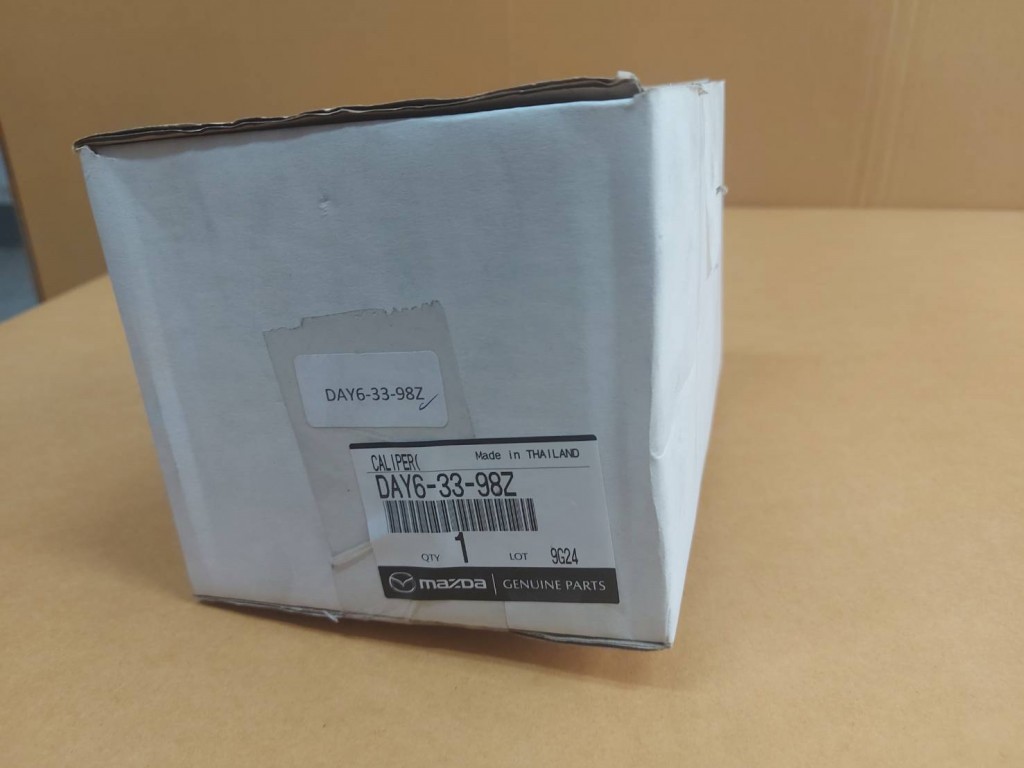 DAY6-33-98Z
CALIPER(
Made in THAILAND
DAY6-33-98Z
QTY 1 LOT 9G24
mazda | GENUINE PARTS